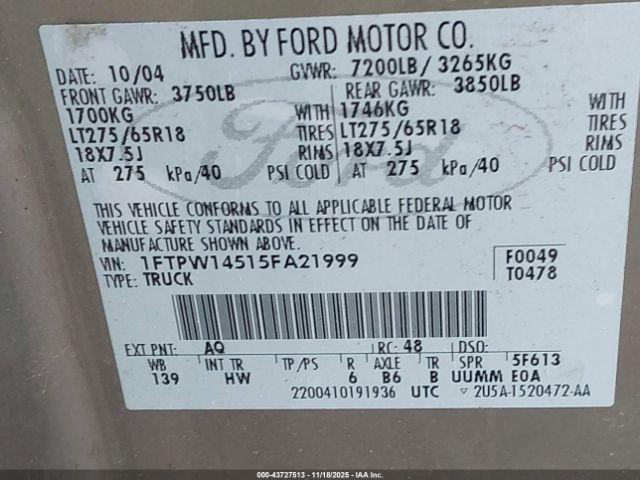 MFD. BY FORD MOTOR CO.
DATE: 10/04 GVWR: 7200LB/ 3265KG
FRONT GAWR: 3750LB REAR GAWR: 3850LB
1700KG 1746KG WITH
LT275/65R18 WITH TIRES LT275/65R18 TIRES
18X7.5J RIMS 18X7.5J RIMS
AT 275 kPa/40 PSI COLD AT 275 kPa/40 PSI COLD
Ford
THIS VEHICLE CONFORMS TO ALL APPLICABLE FEDERAL MOTOR
VEHICLE SAFETY STANDARDS IN EFFECT ON THE DATE OF
MANUFACTURE SHOWN ABOVE.
VIN: 1FTPW14515FA21999 F0049
TYPE: TRUCK T0478
EXT PNT: AQ RC: 48 DSO:
WB INT TR TP/PS R AXLE TR SPR 5F613
139 HW 6 B6 B UUMM E0A
2200410191936 UTC ▽ 2U5A-1520472-AA
000-43727513 - 11/18/2025 - IAA Inc.